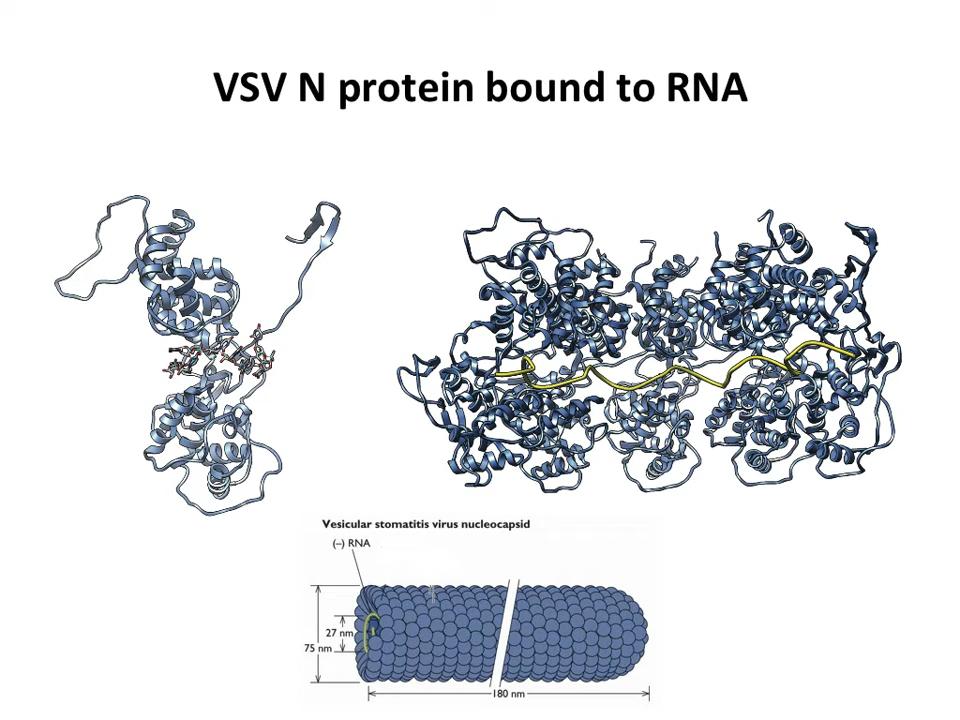 VSV N protein bound to RNA
Vesicular stomatitis virus nucleocapsid
(–) RNA
27 nm
75 nm
180 nm